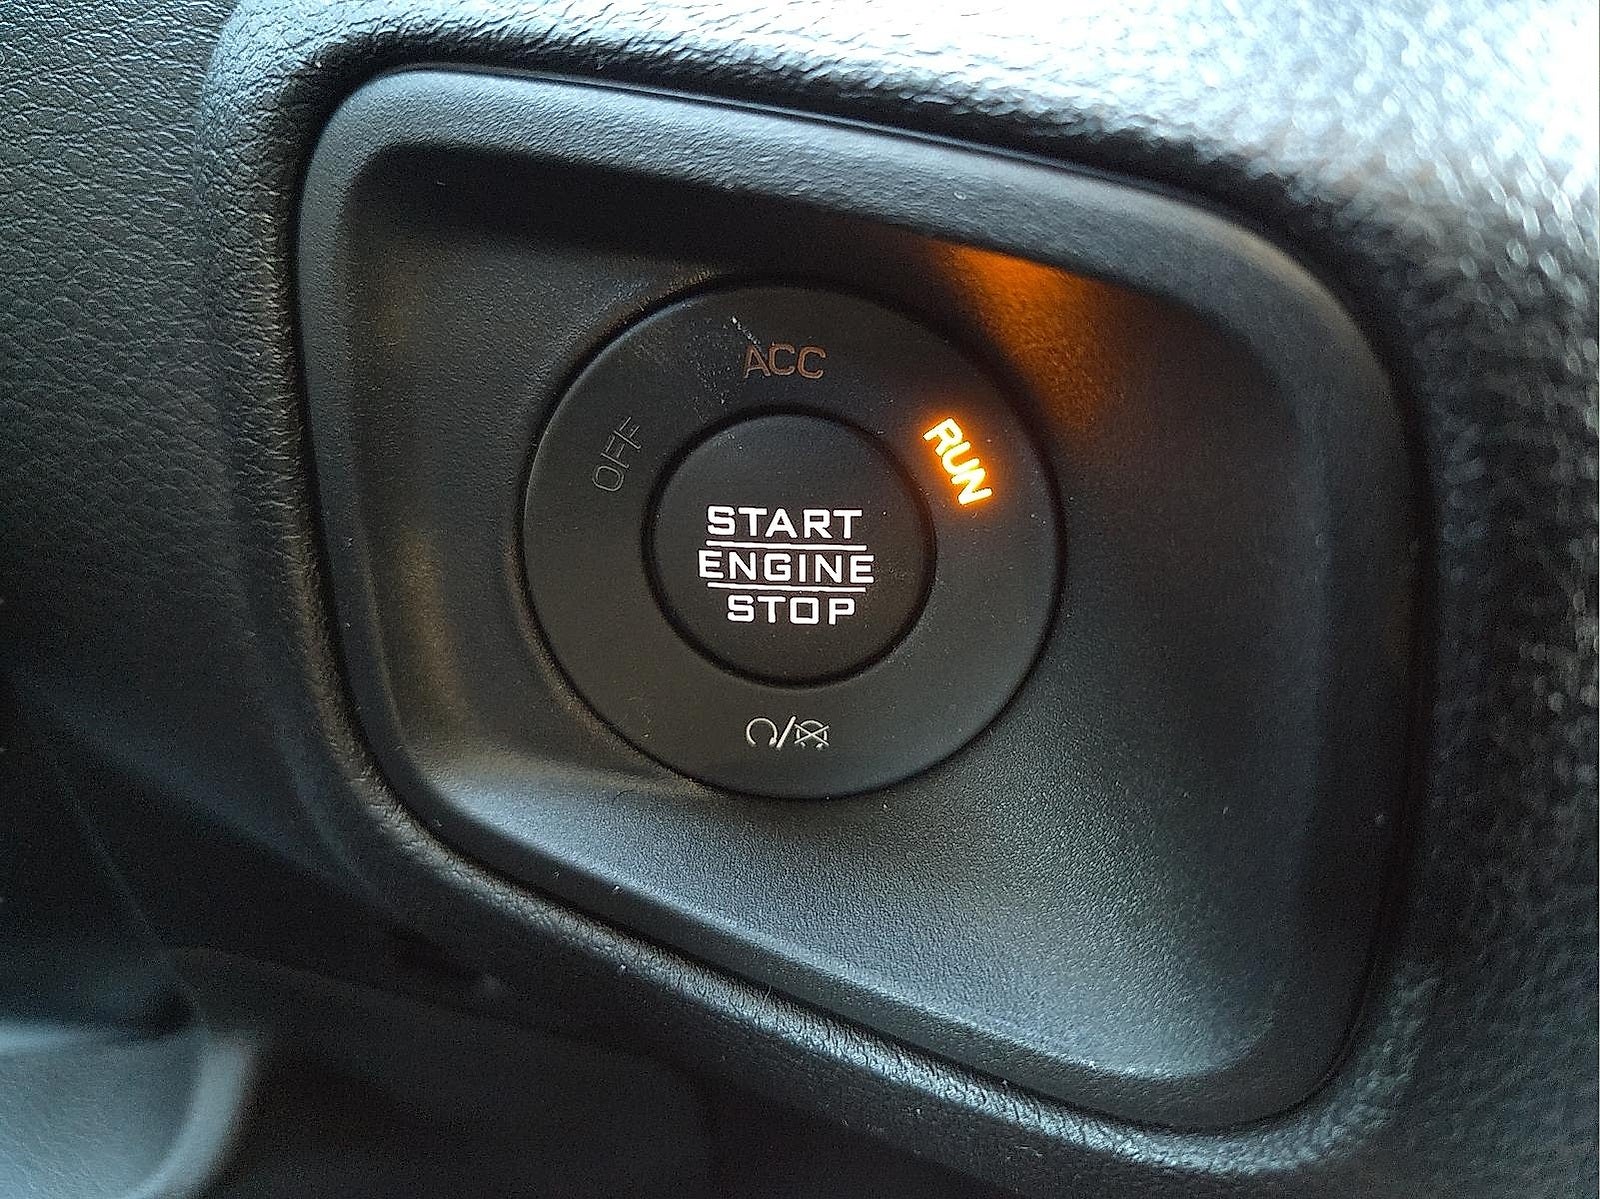 ACC
OFF
RUN
START
ENGINE
STOP